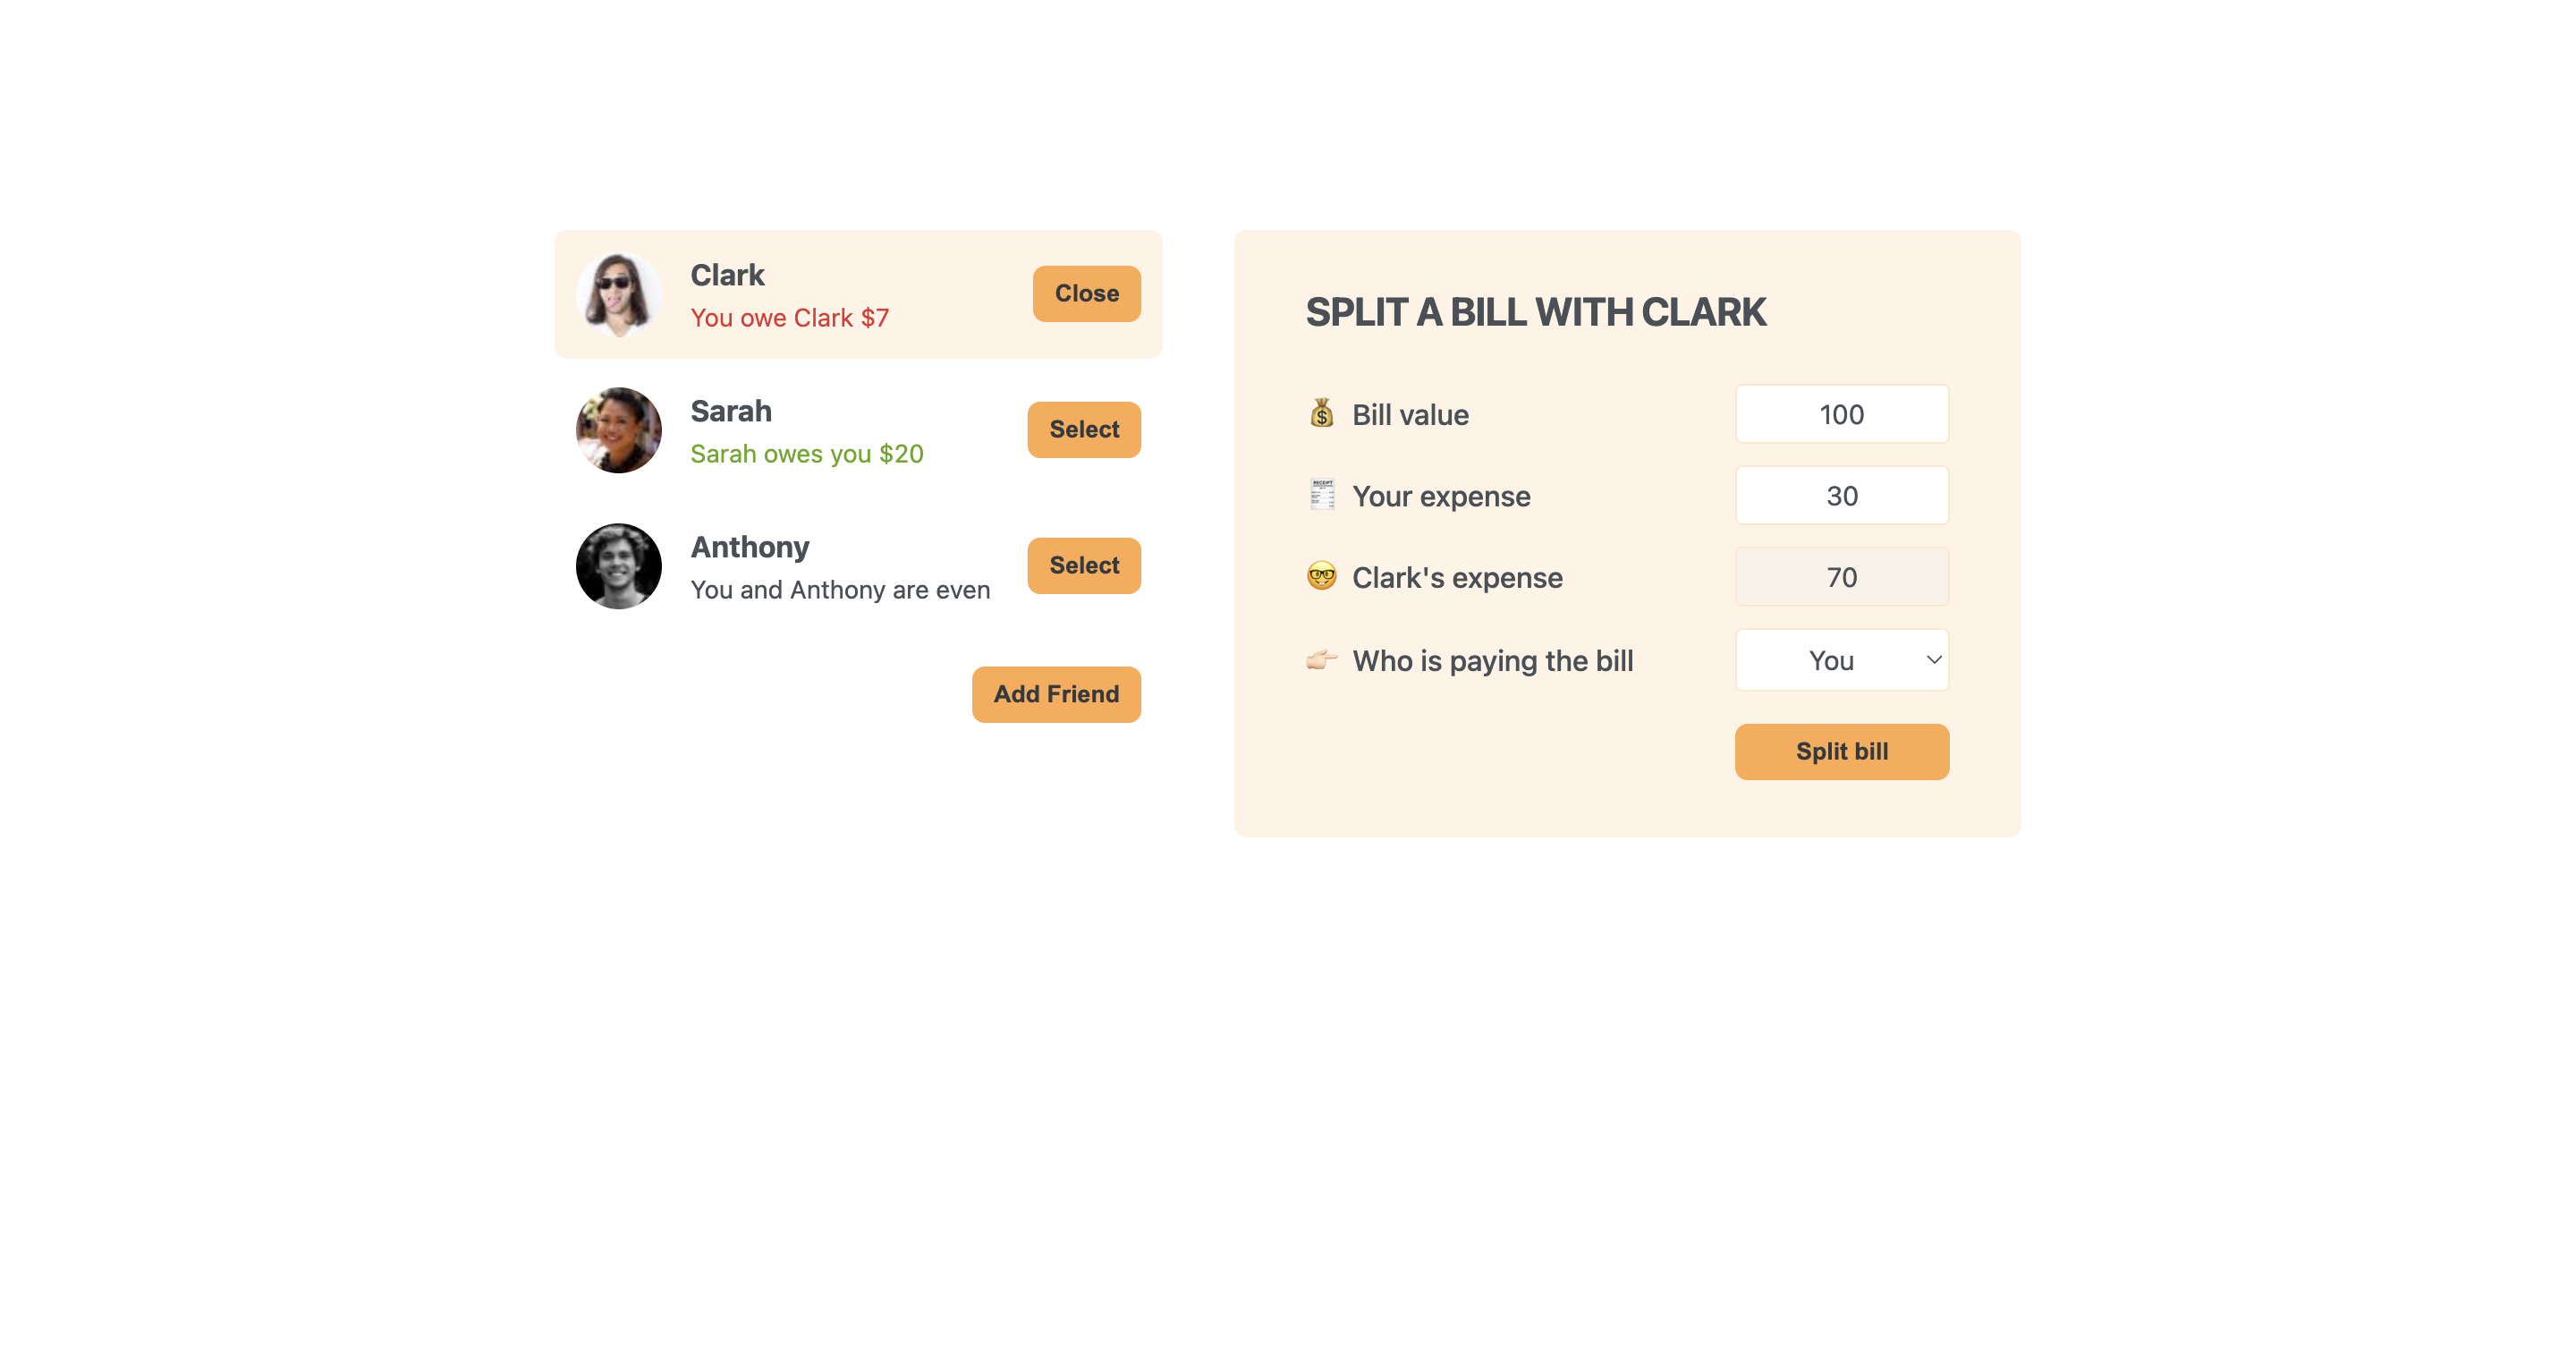 Clark
You owe Clark $7
Close
Sarah
Sarah owes you $20
Select
Anthony
You and Anthony are even
Select
Add Friend
SPLIT A BILL WITH CLARK
💰 Bill value
100
🧾 Your expense
30
🤓 Clark's expense
70
👉🏻 Who is paying the bill
You
Split bill